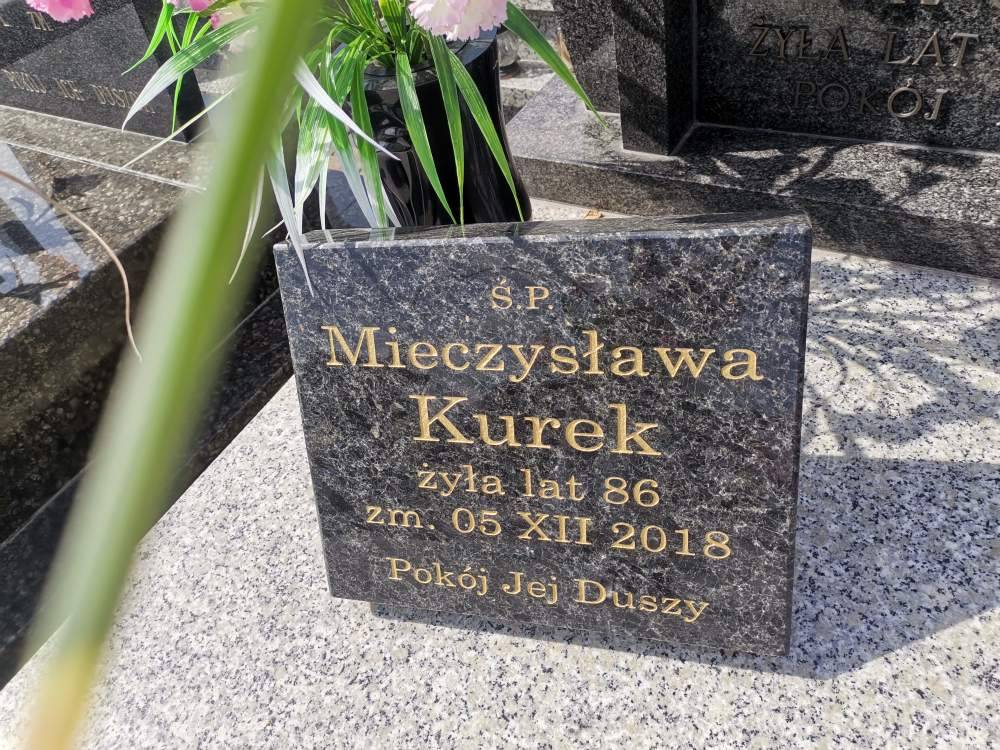 ŻYŁA LAT
POKÓJ
Ś.P.
Mieczysława
Kurek
żyła lat 86
zm. 05 XII 2018
Pokój Jej Duszy